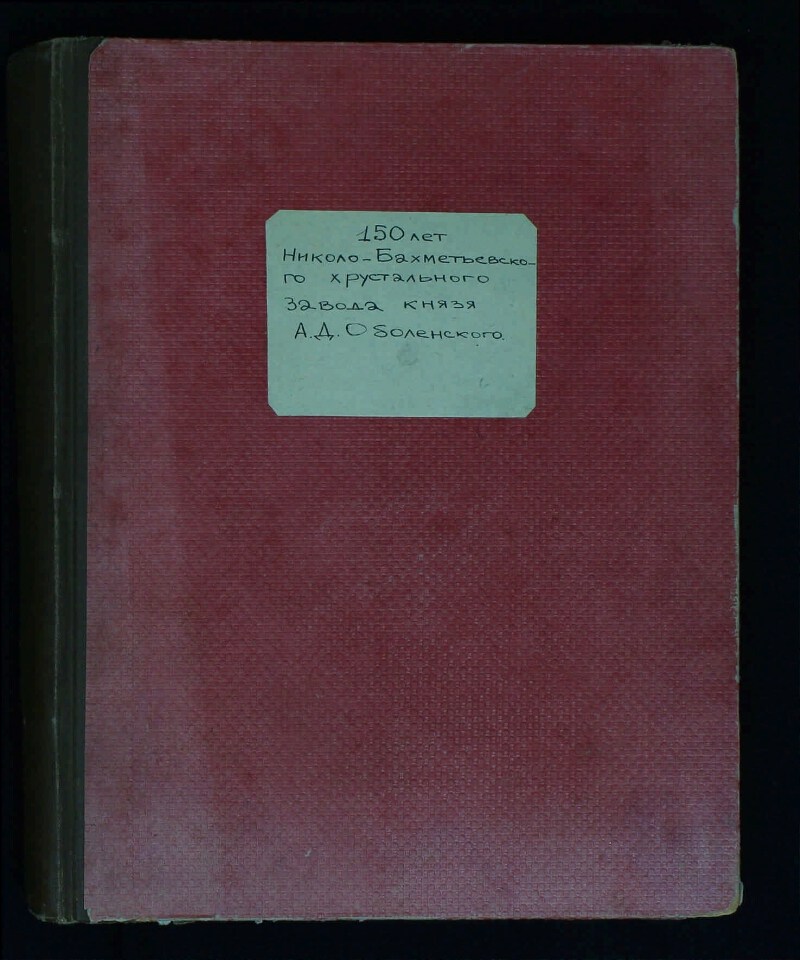 150 лет
Николо-Бахметьевско-
го хрустального
завода князя
А.Д. Оболенского.